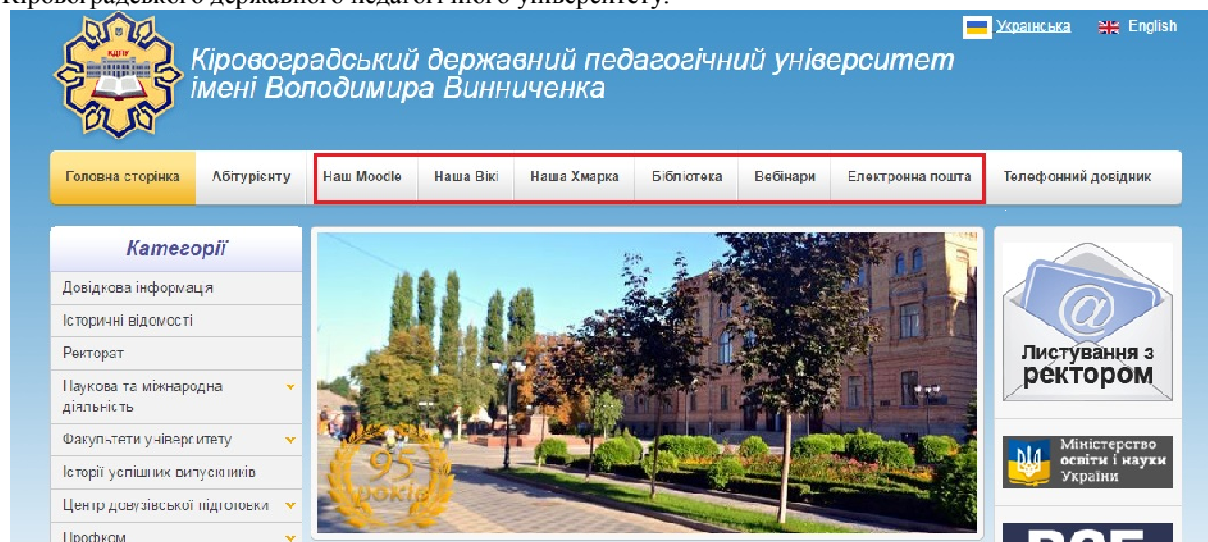 Кіровоградського державного педагогічного університету.
Українська English
КДПУ
Кіровоградський державний педагогічний університет
імені Володимира Винниченка
Головна сторінка Абітурієнту Наш Moodle Наша Вікі Наша Хмарка Бібліотека Вебінари Електронна пошта Телефонний довідник
Категорії
Довідкова інформація
Історичні відомості
Ректорат
Наукова та міжнародна
діяльність
Факультети університету
Історії успішних випускників
Центр довузівської підготовки
Профком
95
років
@
Листування з
ректором
Міністерство
освіти і науки
України